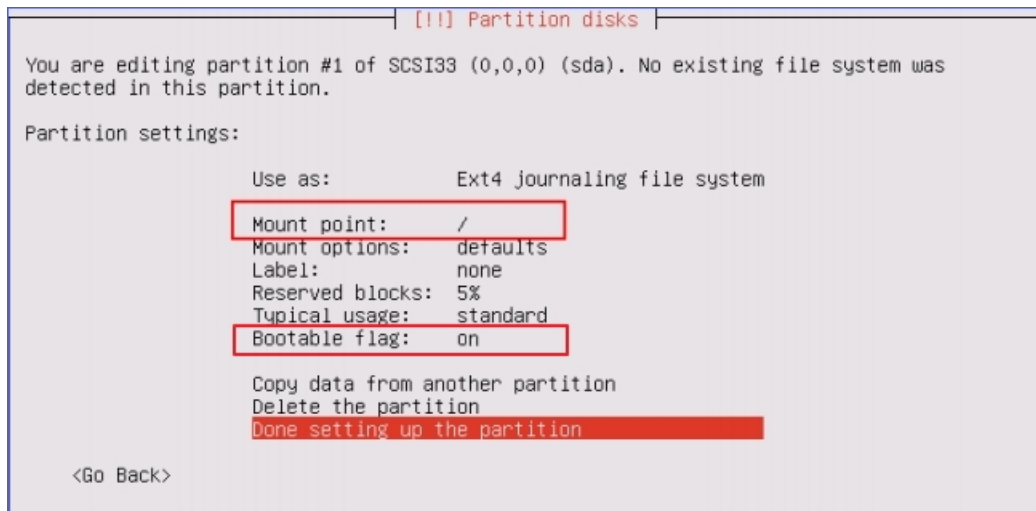 [!!] Partition disks
You are editing partition #1 of SCSI33 (0,0,0) (sda). No existing file system was
detected in this partition.
Partition settings:
Use as: Ext4 journaling file system
Mount point: /
Mount options: defaults
Label: none
Reserved blocks: 5%
Typical usage: standard
Bootable flag: on
Copy data from another partition
Delete the partition
Done setting up the partition
<Go Back>